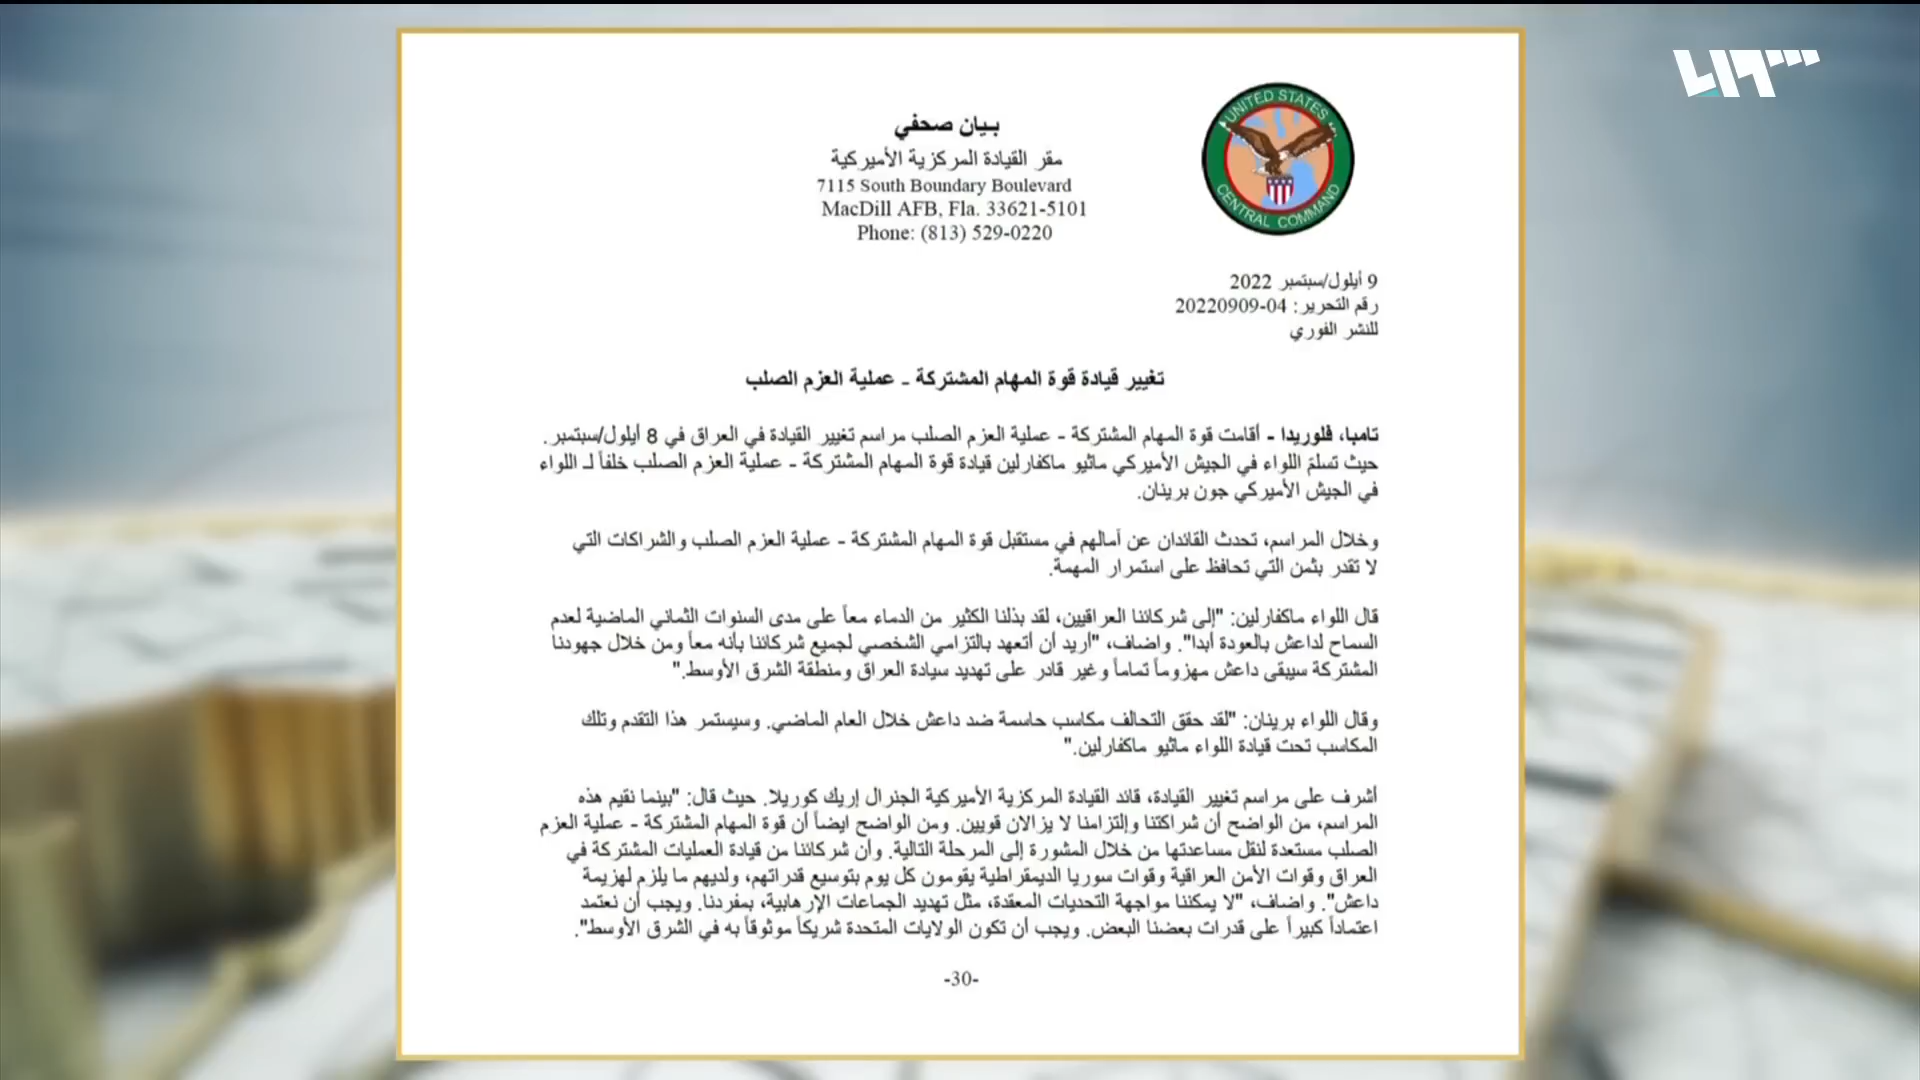 UNITED STATES
CENTRAL COMMAND
بيان صحفي
مقر القيادة المركزية الأميركية
7115 South Boundary Boulevard
MacDill AFB, Fla. 33621-5101
Phone: (813) 529-0220
9 أيلول/سبتمبر 2022
رقم التحرير: 04-20220909
للنشر الفوري
تغيير قيادة قوة المهام المشتركة - عملية العزم الصلب
تامبا، فلوريدا - أقامت قوة المهام المشتركة - عملية العزم الصلب مراسم تغيير القيادة في العراق في 8 أيلول/سبتمبر.
حيث تسلمّ اللواء في الجيش الأميركي ماثيو ماكفارلين قيادة قوة المهام المشتركة - عملية العزم الصلب خلفاً لـ اللواء
في الجيش الأميركي جون برينان.
وخلال المراسم، تحدث القائدان عن آمالهم في مستقبل قوة المهام المشتركة - عملية العزم الصلب والشراكات التي
لا تقدر بثمن التي تحافظ على استمرار المهمة.
قال اللواء ماكفارلين: "إلى شركائنا العراقيين، لقد بذلنا الكثير من الدماء معاً على مدى السنوات الثماني الماضية لعدم
السماح لداعش بالعودة أبدا". واضاف، "أريد أن أتعهد بالتزامي الشخصي لجميع شركائنا بأنه معاً ومن خلال جهودنا
المشتركة سيبقى داعش مهزوماً تماماً وغير قادر على تهديد سيادة العراق ومنطقة الشرق الأوسط."
وقال اللواء برينان: "لقد حقق التحالف مكاسب حاسمة ضد داعش خلال العام الماضي. وسيستمر هذا التقدم وتلك
المكاسب تحت قيادة اللواء ماثيو ماكفارلين."
أشرف على مراسم تغيير القيادة، قائد القيادة المركزية الأميركية الجنرال إريك كوريلا. حيث قال: "بينما نقيم هذه
المراسم، من الواضح أن شراكتنا وإلتزامنا لا يزالان قويين. ومن الواضح ايضاً أن قوة المهام المشتركة - عملية العزم
الصلب مستعدة لنقل مساعدتها من خلال المشورة إلى المرحلة التالية. وأن شركائنا من قيادة العمليات المشتركة في
العراق وقوات الأمن العراقية وقوات سوريا الديمقراطية يقومون كل يوم بتوسيع قدراتهم، ولديهم ما يلزم لهزيمة
داعش". واضاف، "لا يمكننا مواجهة التحديات المعقدة، مثل تهديد الجماعات الإرهابية، بمفردنا. ويجب أن نعتمد
اعتماداً كبيراً على قدرات بعضنا البعض. ويجب أن تكون الولايات المتحدة شريكاً موثوقاً به في الشرق الأوسط".
-30-